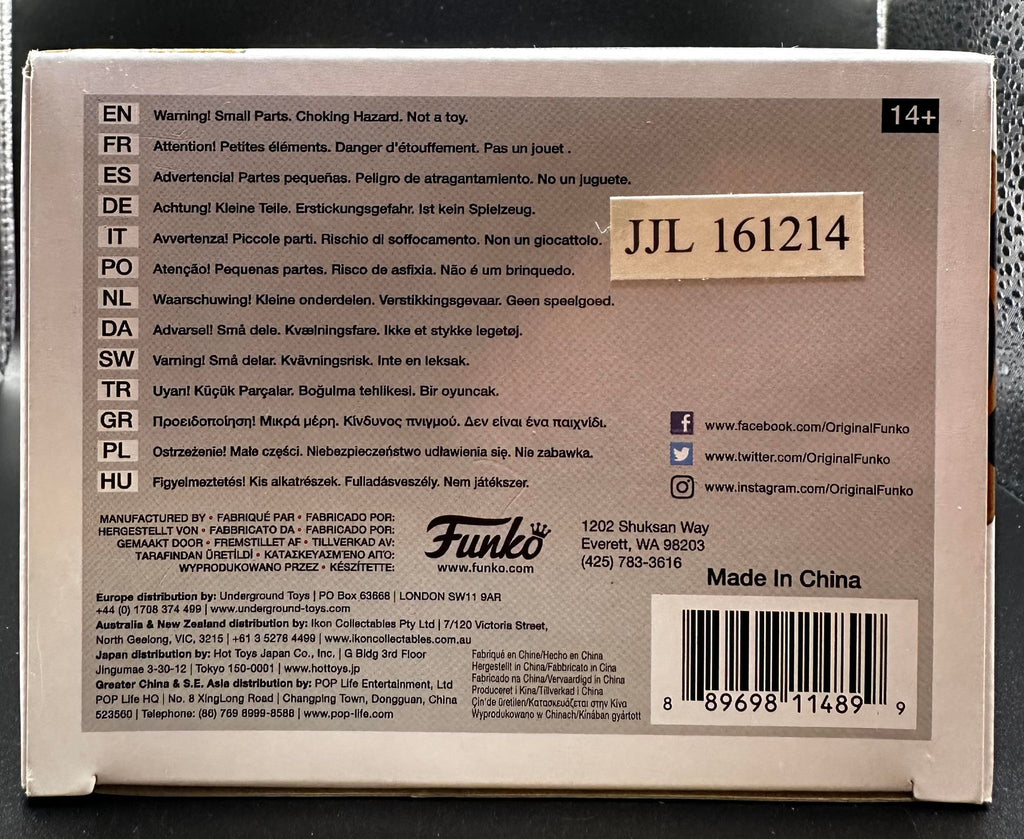 EN Warning! Small Parts. Choking Hazard. Not a toy.
14+
FR Attention! Petites éléments. Danger d'étouffement. Pas un jouet .
ES Advertencia! Partes pequeñas. Peligro de atragantamiento. No un juguete.
DE Achtung! Kleine Teile. Erstickungsgefahr. Ist kein Spielzeug.
IT Avvertenza! Piccole parti. Rischio di soffocamento. Non un giocattolo.
JJL 161214
PO Atenção! Pequenas partes. Risco de asfixia. Não é um brinquedo.
NL Waarschuwing! Kleine onderdelen. Verstikkingsgevaar. Geen speelgoed.
DA Advarsel! Små dele. Kvælningsfare. Ikke et stykke legetøj.
SW Varning! Små delar. Kvävningsrisk. Inte en leksak.
TR Uyarı! Küçük Parçalar. Boğulma tehlikesi. Bir oyuncak.
GR Προειδοποίηση! Μικρά μέρη. Κίνδυνος πνιγμού. Δεν είναι ένα παιχνίδι.
PL Ostrzeżenie! Małe części. Niebezpieczeństwo udławienia się. Nie zabawka.
HU Figyelmeztetés! Kis alkatrészek. Fulladásveszély. Nem játékszer.
www.facebook.com/OriginalFunko
www.twitter.com/OriginalFunko
www.instagram.com/OriginalFunko
MANUFACTURED BY • FABRIQUÉ PAR • FABRICADO POR:
HERGESTELLT VON • FABBRICATO DA • FABRICADO POR:
GEMAAKT DOOR • FREMSTILLET AF • TILLVERKAD AV:
TARAFINDAN ÜRETİLDİ • ΚΑΤΑΣΚΕΥΑΣΜΈΝΟ ΑΠΌ:
WYPRODUKOWANO PRZEZ • KÉSZÍTETTE:
Funko
www.funko.com
1202 Shuksan Way
Everett, WA 98203
(425) 783-3616
Made In China
Europe distribution by: Underground Toys | PO Box 63668 | LONDON SW11 9AR
+44 (0) 1708 374 499 | www.underground-toys.com
Australia & New Zealand distribution by: Ikon Collectables Pty Ltd | 7/120 Victoria Street,
North Geelong, VIC, 3215 | +61 3 5278 4499 | www.ikoncollectables.com.au
Japan distribution by: Hot Toys Japan Co., Inc. | G Bldg 3rd Floor
Jingumae 3-30-12 | Tokyo 150-0001 | www.hottoys.jp
Greater China & S.E. Asia distribution by: POP Life Entertainment, Ltd
POP Life HQ | No. 8 XingLong Road | Changping Town, Dongguan, China
523560 | Telephone: (86) 769 8999-8588 | www.pop-life.com
Fabriqué en Chine/Hecho en China
Hergestellt in China/Fabbricato in Cina
Fabricado na China/Vervaardigd in China
Produceret i Kina/Tillverkad i China
Çin'de üretilen/Κατασκευάζεται στην Κίνα
Wyprodukowano w Chinach/Kínában gyártott
8 89698 11489 9